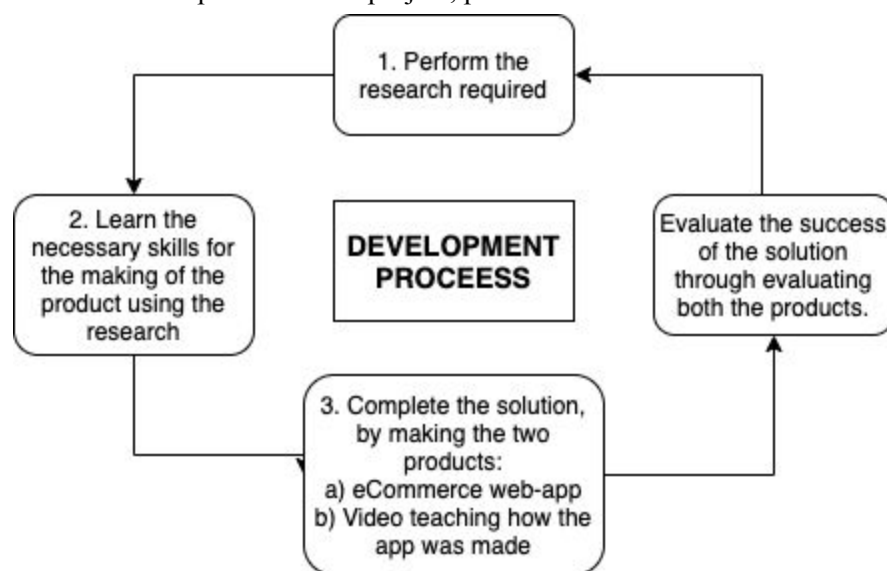 1. Perform the
research required
2. Learn the
necessary skills for
the making of the
product using the
research
DEVELOPMENT
PROCEESS
Evaluate the success
of the solution
through evaluating
both the products.
3. Complete the solution,
by making the two
products:
a) eCommerce web-app
b) Video teaching how the
app was made